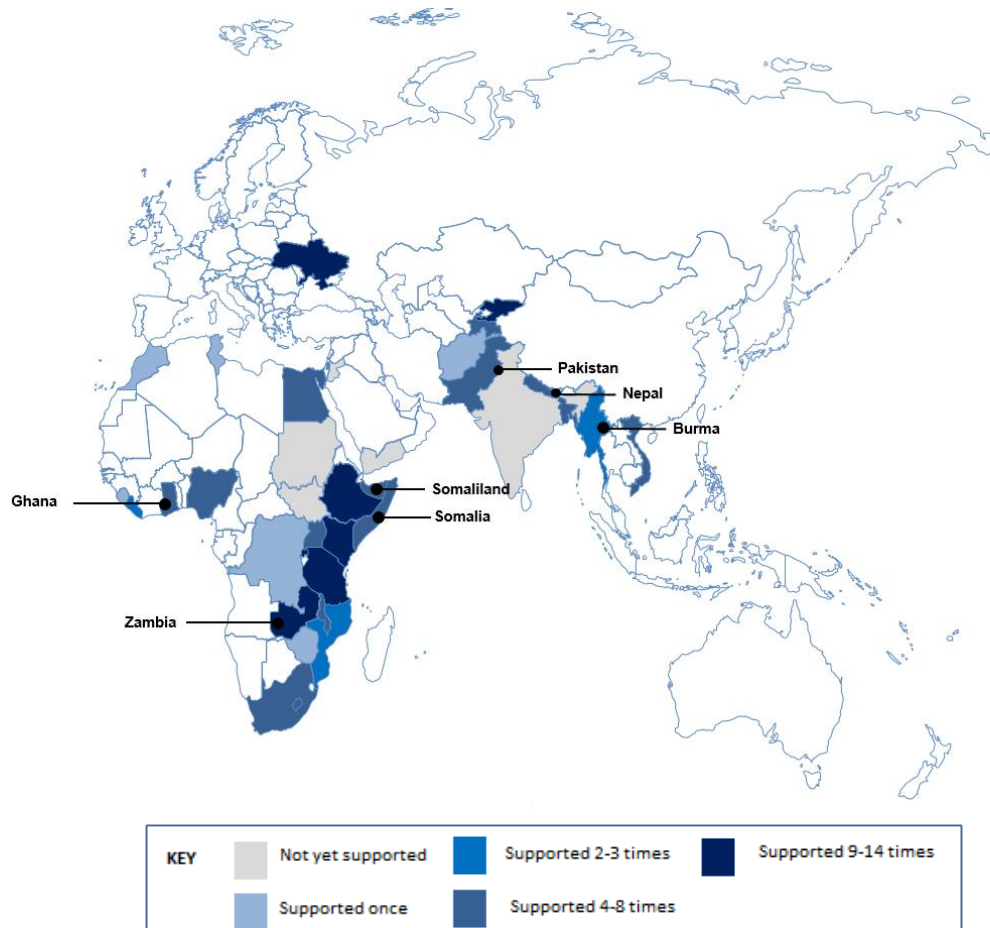 Pakistan
Nepal
Burma
Somaliland
Ghana
Somalia
Zambia
KEY
Not yet supported
Supported 2-3 times
Supported 9-14 times
Supported once
Supported 4-8 times